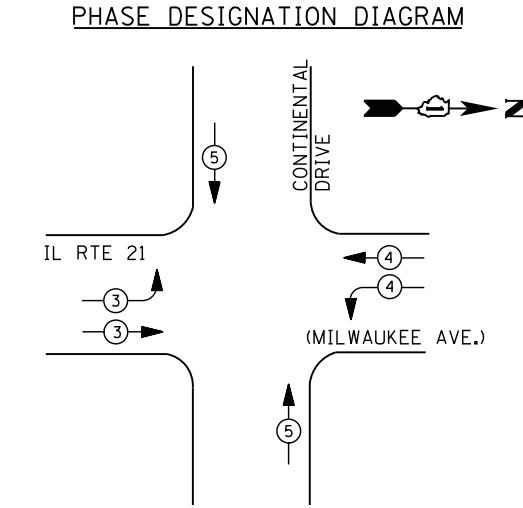 PHASE DESIGNATION DIAGRAM
CONTINENTAL
DRIVE
N
5
IL RTE 21
4
3
4
3
(MILWAUKEE AVE.)
5